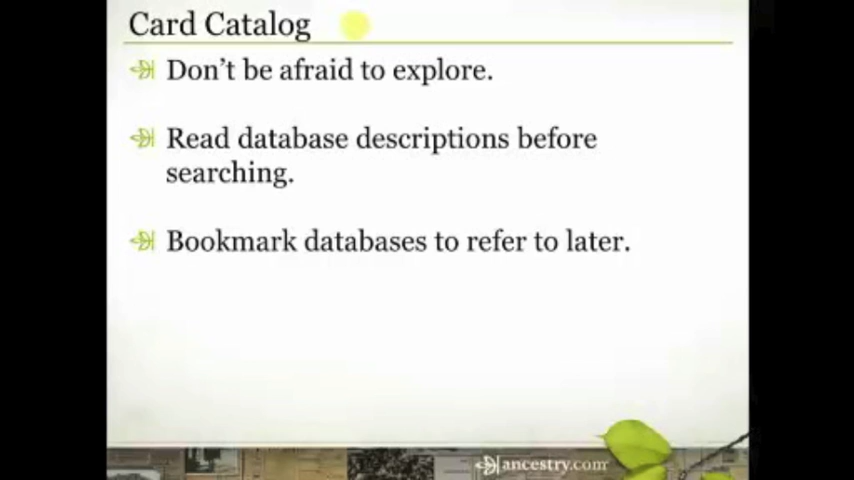 Card Catalog
Don't be afraid to explore.
Read database descriptions before
searching.
Bookmark databases to refer to later.
ancestry.com